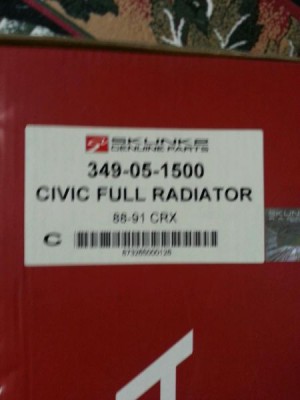 SKUNK2
GENUINE PARTS
349-05-1500
CIVIC FULL RADIATOR
88-91 CRX
C